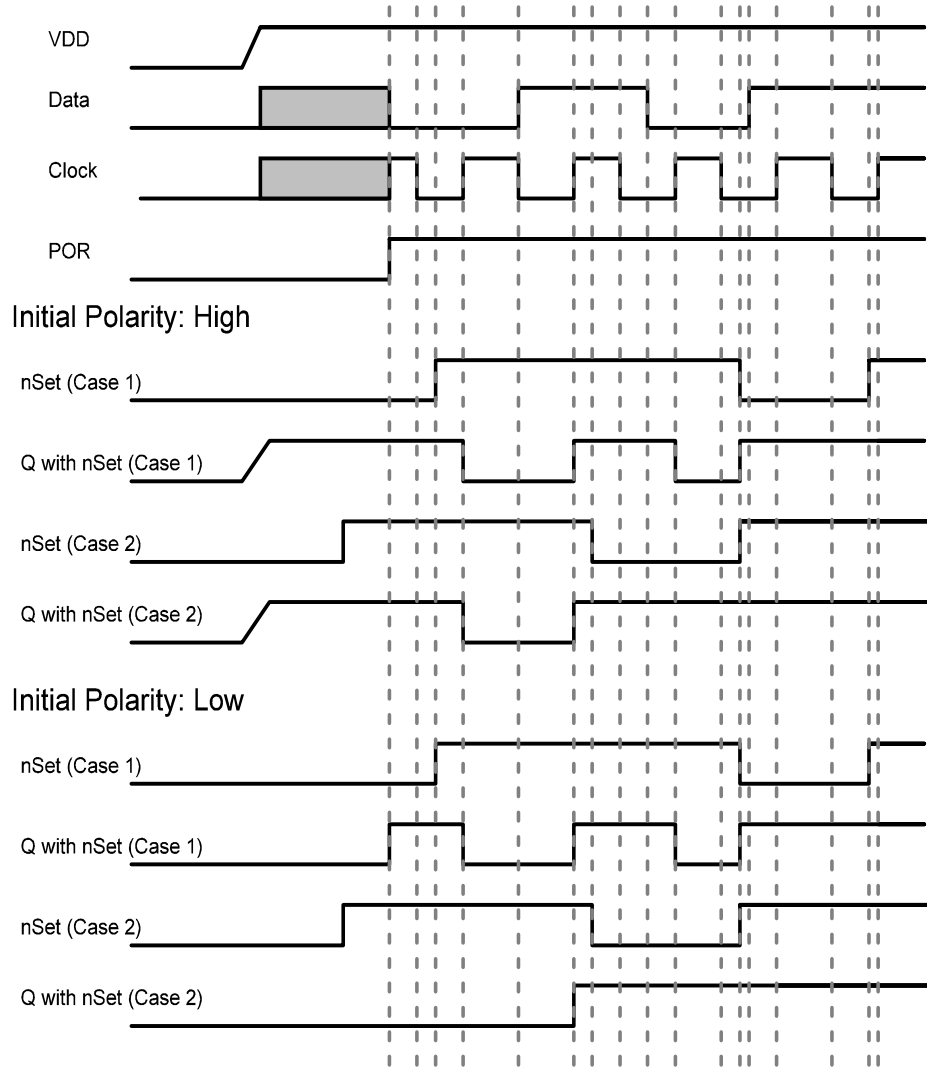 VDD
Data
Clock
POR
Initial Polarity: High
nSet (Case 1)
Q with nSet (Case 1)
nSet (Case 2)
Q with nSet (Case 2)
Initial Polarity: Low
nSet (Case 1)
Q with nSet (Case 1)
nSet (Case 2)
Q with nSet (Case 2)